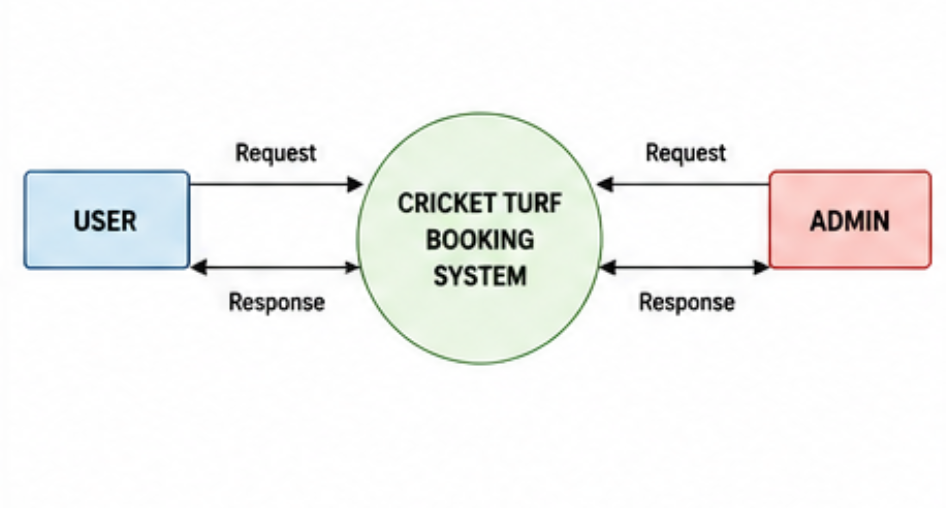 Request
Request
USER
CRICKET TURF
BOOKING
SYSTEM
ADMIN
Response
Response